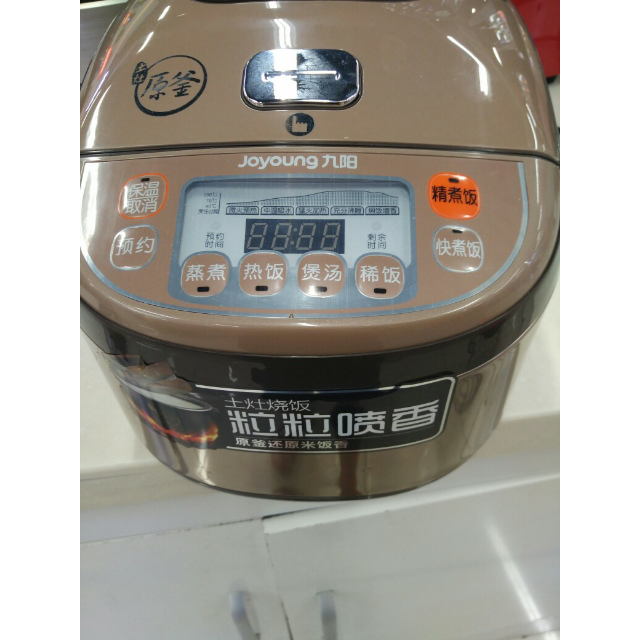 土灶
原釜
Joyoung九阳
保温
取消
预约
预约
时间
剩余
时间
精煮饭
快煮饭
蒸煮
热饭
煲汤
稀饭
土灶烧饭
粒粒喷香
原釜还原米饭香